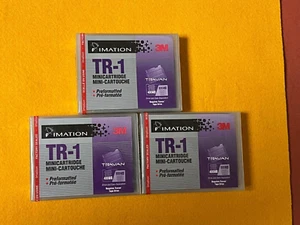 IMATION 3M
TR-1
MINICARTRIDGE
MINI-CARTOUCHE
TRAVAN
• Preformatted
• Pré-formatée
IMATION 3M
TR-1
MINICARTRIDGE
MINI-CARTOUCHE
TRAVAN
• Preformatted
• Pré-formatée
IMATION 3M
TR-1
MINICARTRIDGE
MINI-CARTOUCHE
TRAVAN
• Preformatted
• Pré-formatée